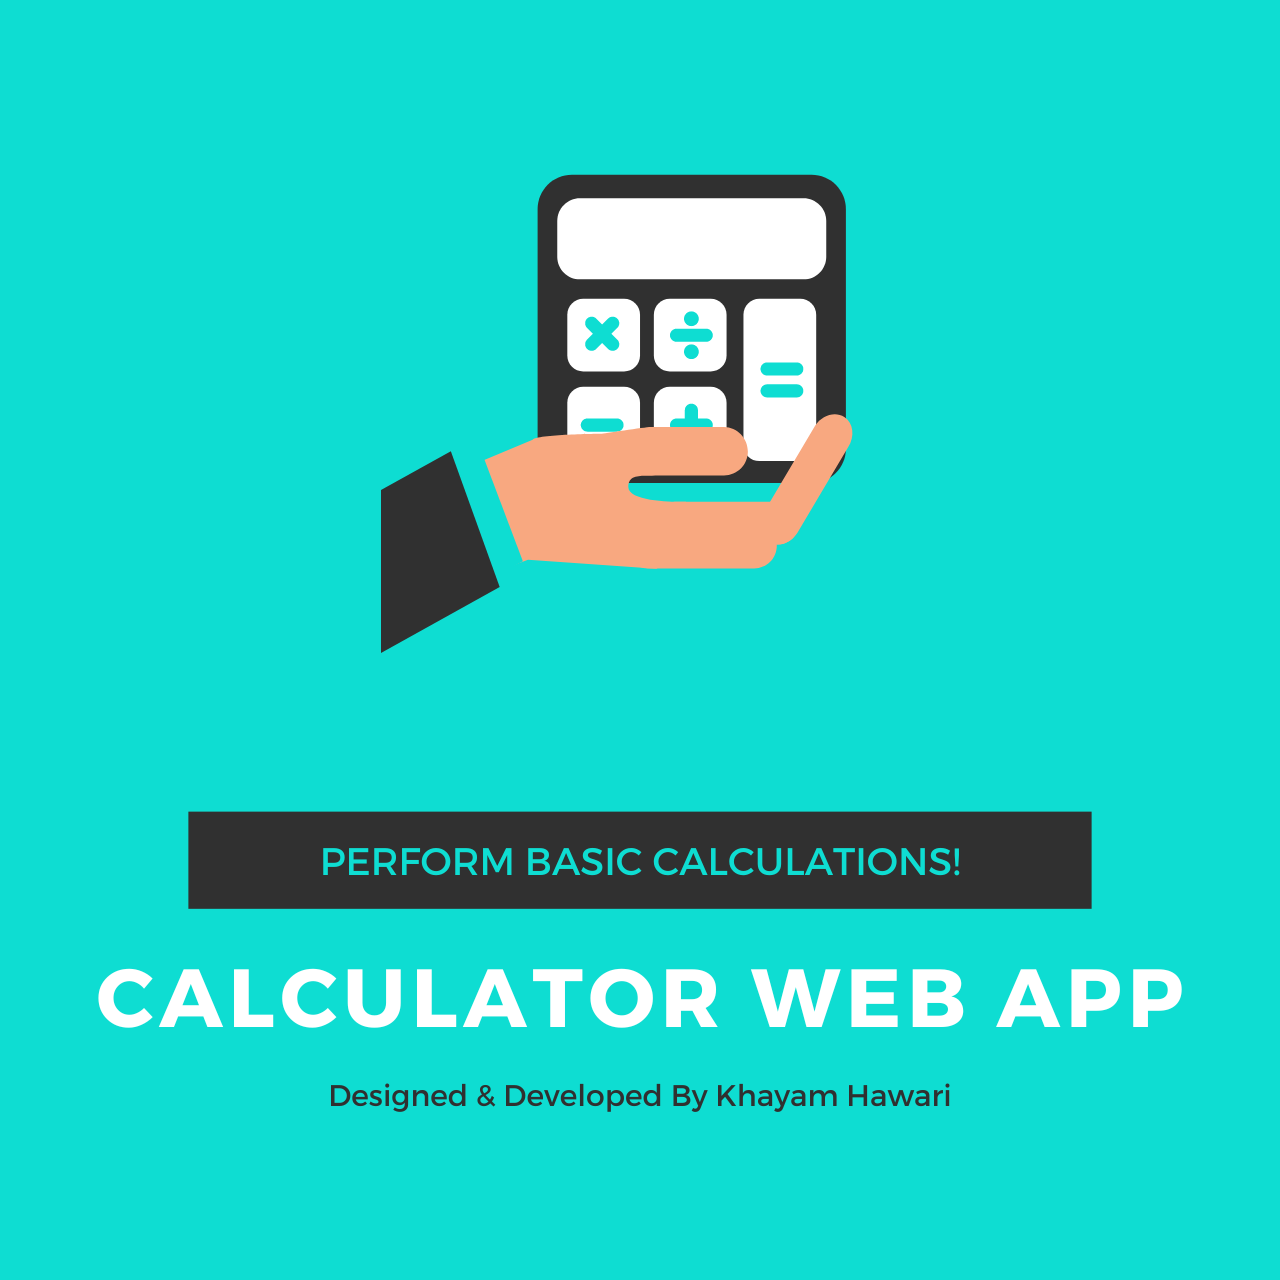 PERFORM BASIC CALCULATIONS!
CALCULATOR WEB APP
Designed & Developed By Khayam Hawari